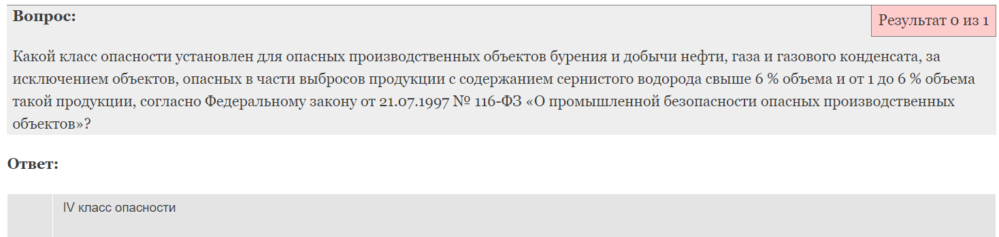 Вопрос:
Результат 0 из 1
Какой класс опасности установлен для опасных производственных объектов бурения и добычи нефти, газа и газового конденсата, за
исключением объектов, опасных в части выбросов продукции с содержанием сернистого водорода свыше 6 % объема и от 1 до 6 % объема
такой продукции, согласно Федеральному закону от 21.07.1997 № 116-ФЗ «О промышленной безопасности опасных производственных
объектов»?
Ответ:
IV класс опасности